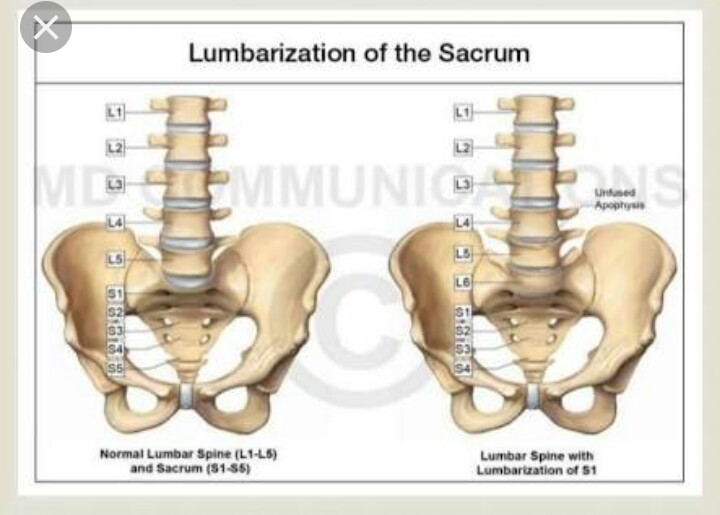 Lumbarization of the Sacrum
L1
L2
L3
L4
L5
S1
S2
S3
S4
S5
Normal Lumbar Spine (L1-L5)
and Sacrum (S1-S5)
L1
L2
L3
L4
L5
L6
S1
S2
S3
S4
Unfused
Apophysis
Lumbar Spine with
Lumbarization of S1
MD COMMUNICATIONS
©